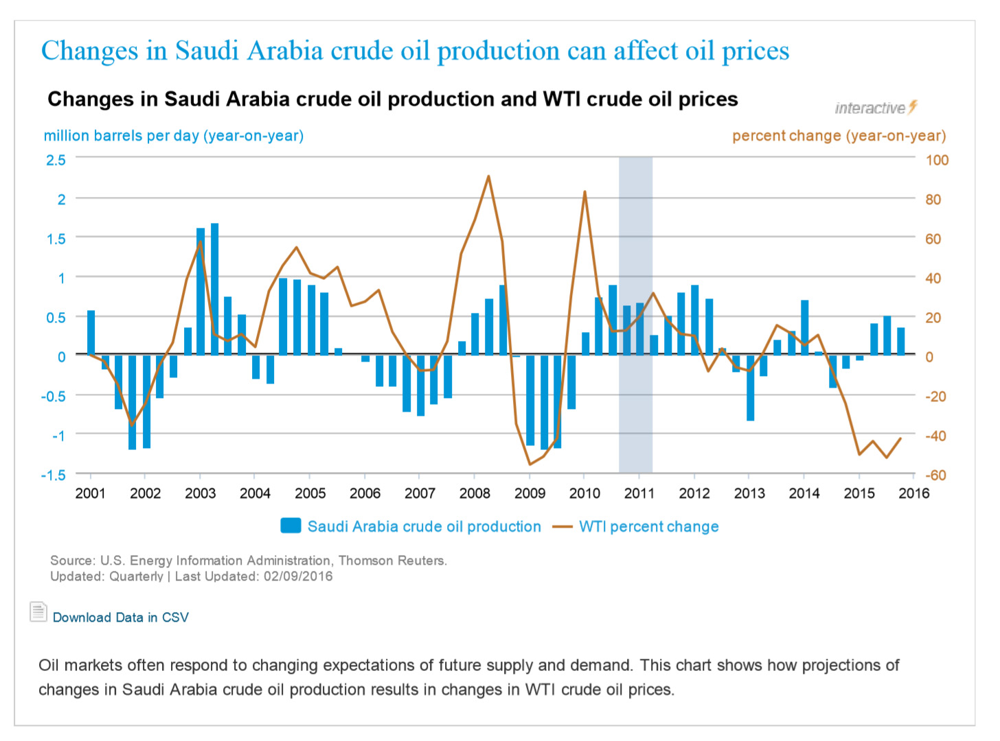 Changes in Saudi Arabia crude oil production can affect oil prices
Changes in Saudi Arabia crude oil production and WTI crude oil prices
interactive
million barrels per day (year-on-year)
percent change (year-on-year)
2.5
2
1.5
1
0.5
0
-0.5
-1
-1.5
100
80
60
40
20
0
-20
-40
-60
2001 2002 2003 2004 2005 2006 2007 2008 2009 2010 2011 2012 2013 2014 2015 2016
Saudi Arabia crude oil production WTI percent change
Source: U.S. Energy Information Administration, Thomson Reuters.
Updated: Quarterly | Last Updated: 02/09/2016
Download Data in CSV
Oil markets often respond to changing expectations of future supply and demand. This chart shows how projections of
changes in Saudi Arabia crude oil production results in changes in WTI crude oil prices.